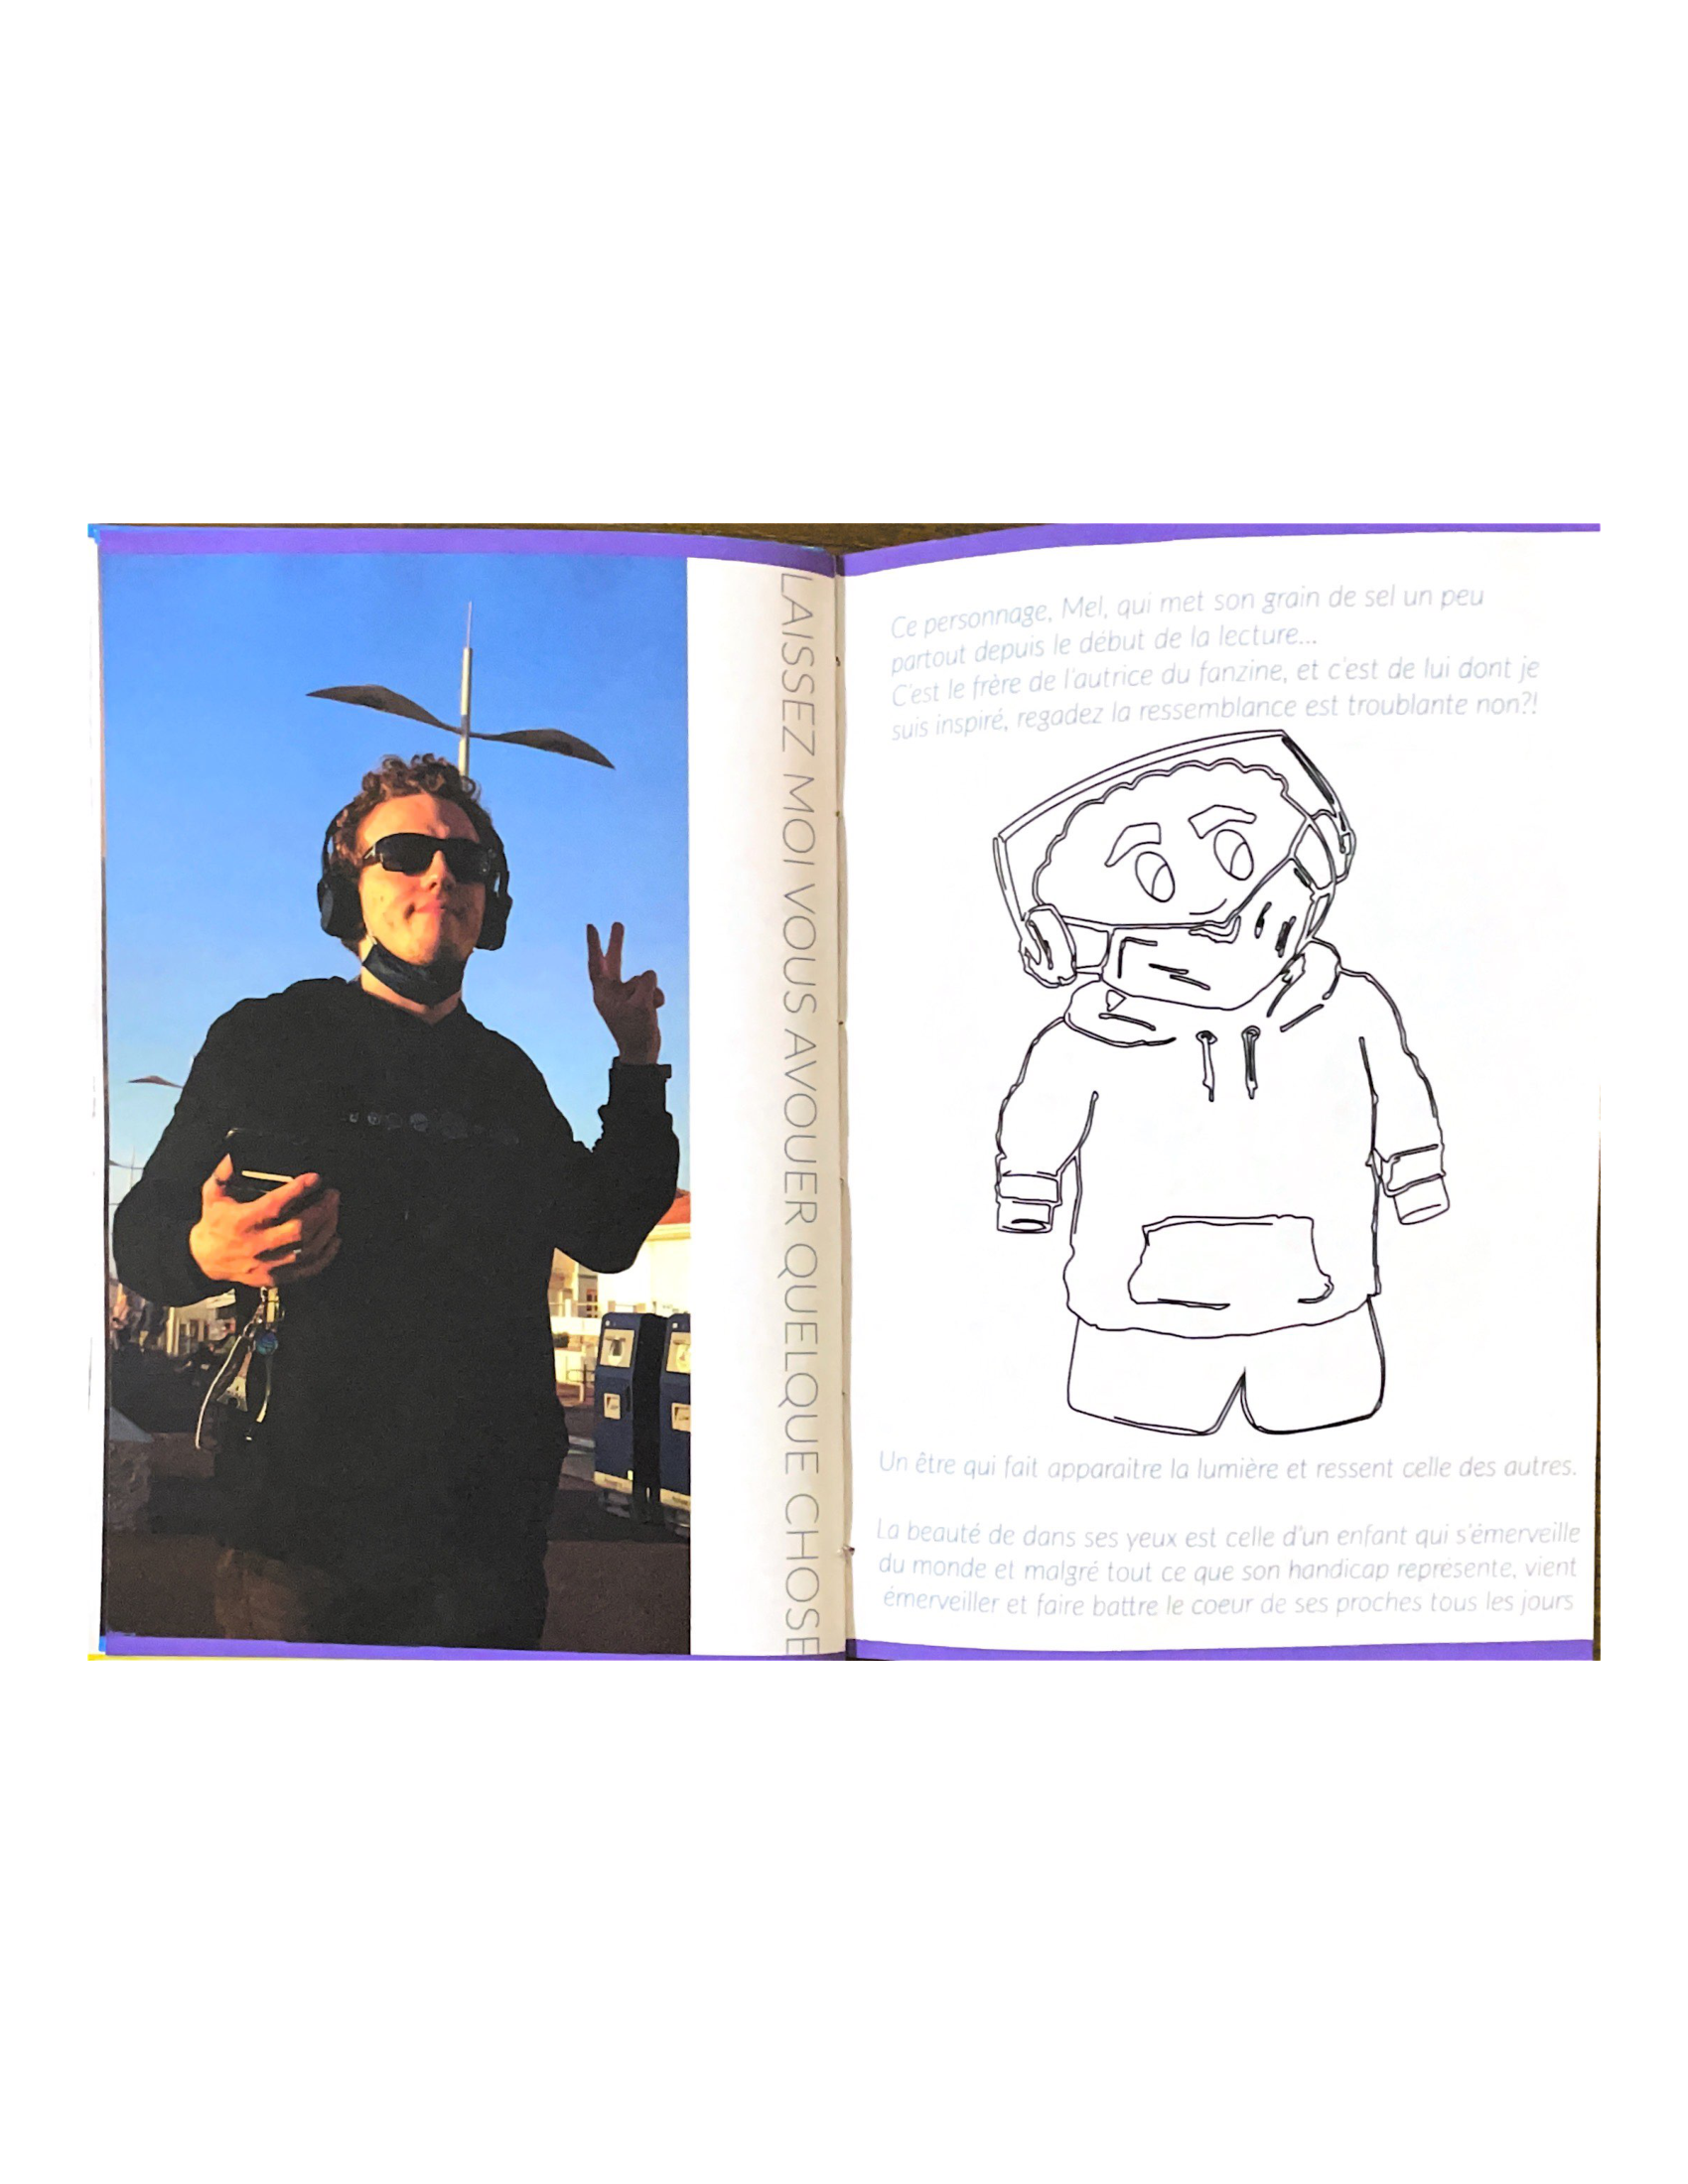 LAISSEZ MOI VOUS AVOUER QUELQUE CHOSE
Ce personnage, Mel, qui met son grain de sel un peu
partout depuis le début de la lecture...
C'est le frère de l'autrice du fanzine, et c'est de lui dont je
suis inspiré, regadez la ressemblance est troublante non?!
Un être qui fait apparaitre la lumière et ressent celle des autres.
La beauté de dans ses yeux est celle d'un enfant qui s'émerveille
du monde et malgré tout ce que son handicap représente, vient
émerveiller et faire battre le coeur de ses proches tous les jours